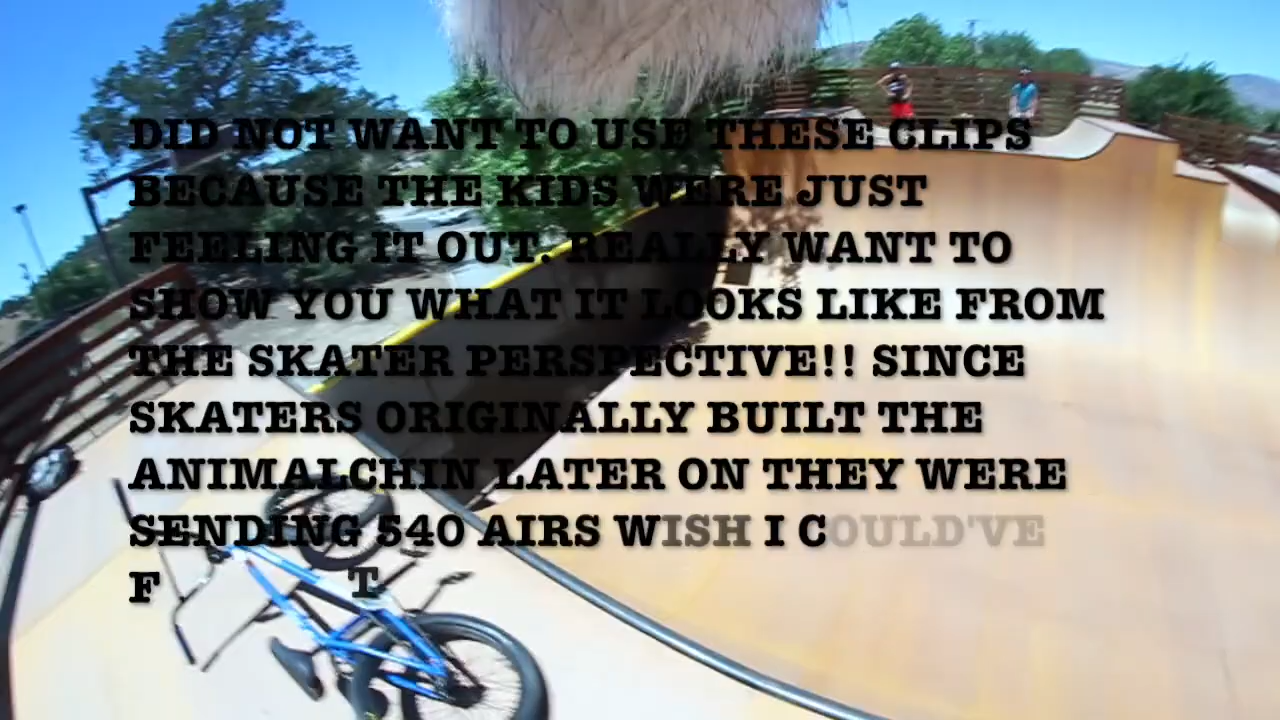 DID NOT WANT TO USE THESE CLIPS
BECAUSE THE KIDS WERE JUST
FEELING IT OUT. REALLY WANT TO
SHOW YOU WHAT IT LOOKS LIKE FROM
THE SKATER PERSPECTIVE!! SINCE
SKATERS ORIGINALLY BUILT THE
ANIMALCHIN LATER ON THEY WERE
SENDING 540 AIRS WISH I COULD'VE